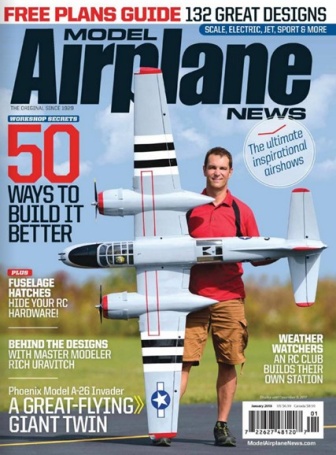 FREE PLANS GUIDE 132 GREAT DESIGNS
SCALE, ELECTRIC, JET, SPORT & MORE
MODEL
Airplane
NEWS
THE ORIGINAL SINCE 1929
WORKSHOP SECRETS
50
WAYS TO
BUILD IT
BETTER
The ultimate
inspirational
airshows
PLUS
FUSELAGE
HATCHES
HIDE YOUR RC
HARDWARE!
BEHIND THE DESIGNS
WITH MASTER MODELER
RICH URAVITCH
Phoenix Model A-26 Invader
A GREAT-FLYING
GIANT TWIN
WEATHER
WATCHERS
AN RC CLUB
BUILDS THEIR
OWN STATION
ModelAirplaneNews.com